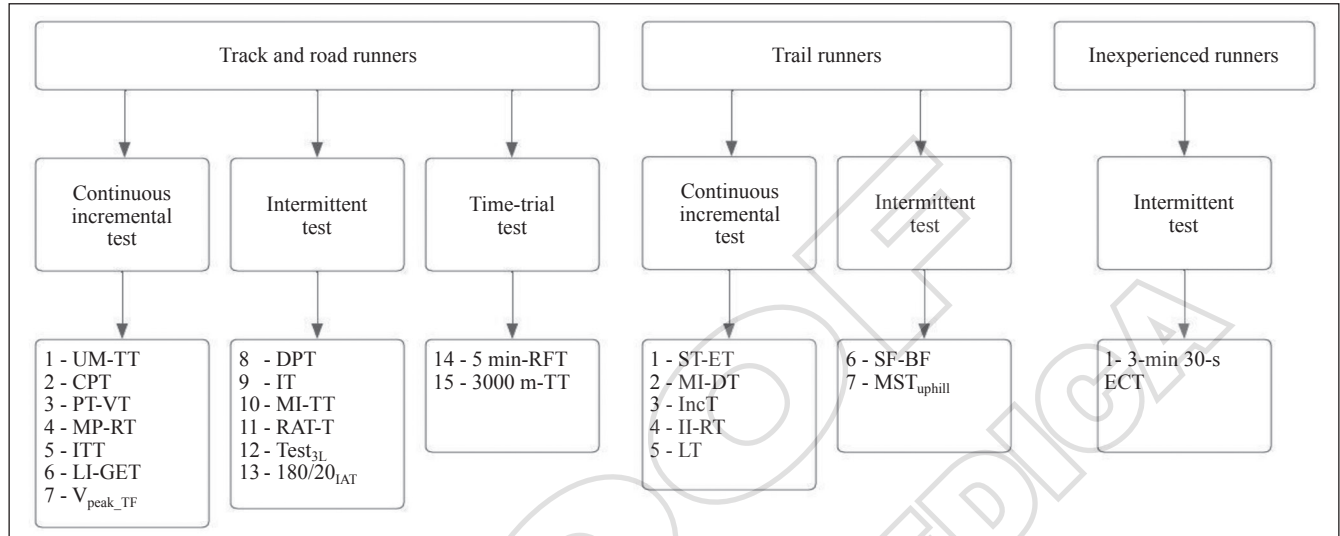 Track and road runners
Trail runners
Inexperienced runners
Continuous
incremental
test
Intermittent
test
Time-trial
test
Continuous
incremental
test
Intermittent
test
Intermittent
test
1 - UM-TT
2 - CPT
3 - PT-VT
4 - MP-RT
5 - ITT
6 - LI-GET
7 - Vpeak_TF
8 - DPT
9 - IT
10 - MI-TT
11 - RAT-T
12 - Test3L
13 - 180/20IAT
14 - 5 min-RFT
15 - 3000 m-TT
1 - ST-ET
2 - MI-DT
3 - IncT
4 - II-RT
5 - LT
6 - SF-BF
7 - MSTuphill
1- 3-min 30-s
ECT
OOF
EDICA